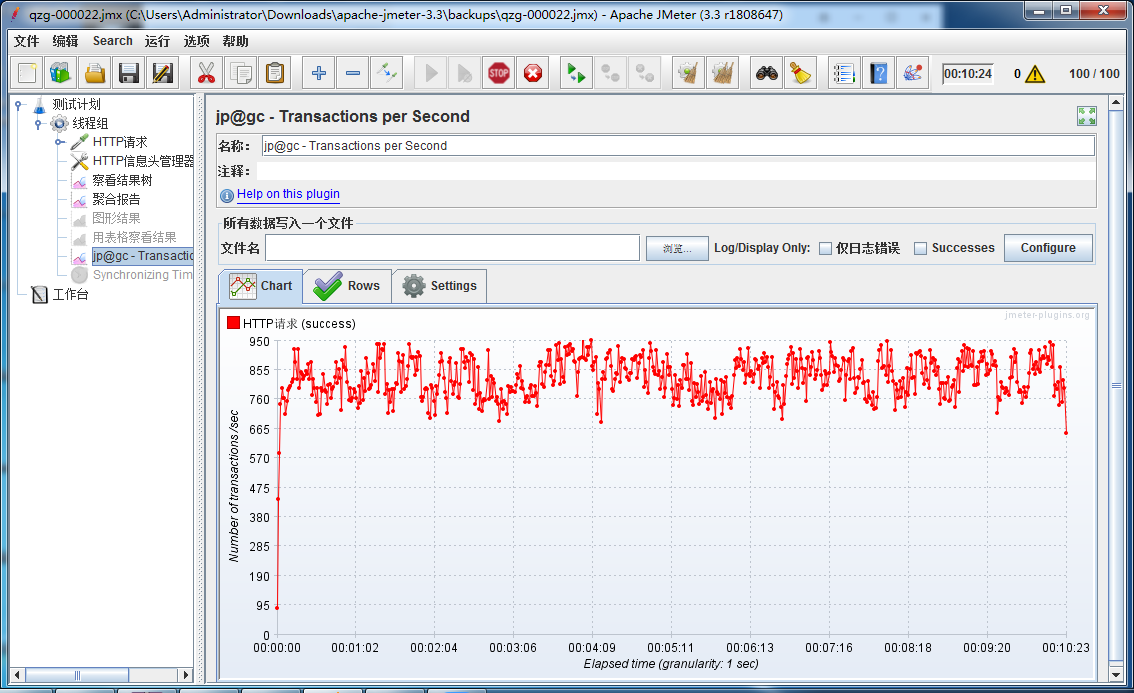 qzg-000022.jmx (C:\Users\Administrator\Downloads\apache-jmeter-3.3\backups\qzg-000022.jmx) - Apache JMeter (3.3 r1808647)
文件 编辑 Search 运行 选项 帮助
STOP 00:10:24 0 100 / 100
测试计划
线程组
HTTP请求
HTTP信息头管理器
察看结果树
聚合报告
图形结果
用表格察看结果
jp@gc - Transactio
Synchronizing Tim
工作台
jp@gc - Transactions per Second
名称: jp@gc - Transactions per Second
注释:
Help on this plugin
所有数据写入一个文件
文件名 浏览... Log/Display Only: 仅日志错误 Successes Configure
Chart Rows Settings
jmeter-plugins.org
HTTP请求 (success)
950
855
760
665
570
475
380
285
190
95
0
Number of transactions /sec
00:00:00 00:01:02 00:02:04 00:03:06 00:04:09 00:05:11 00:06:13 00:07:16 00:08:18 00:09:20 00:10:23
Elapsed time (granularity: 1 sec)